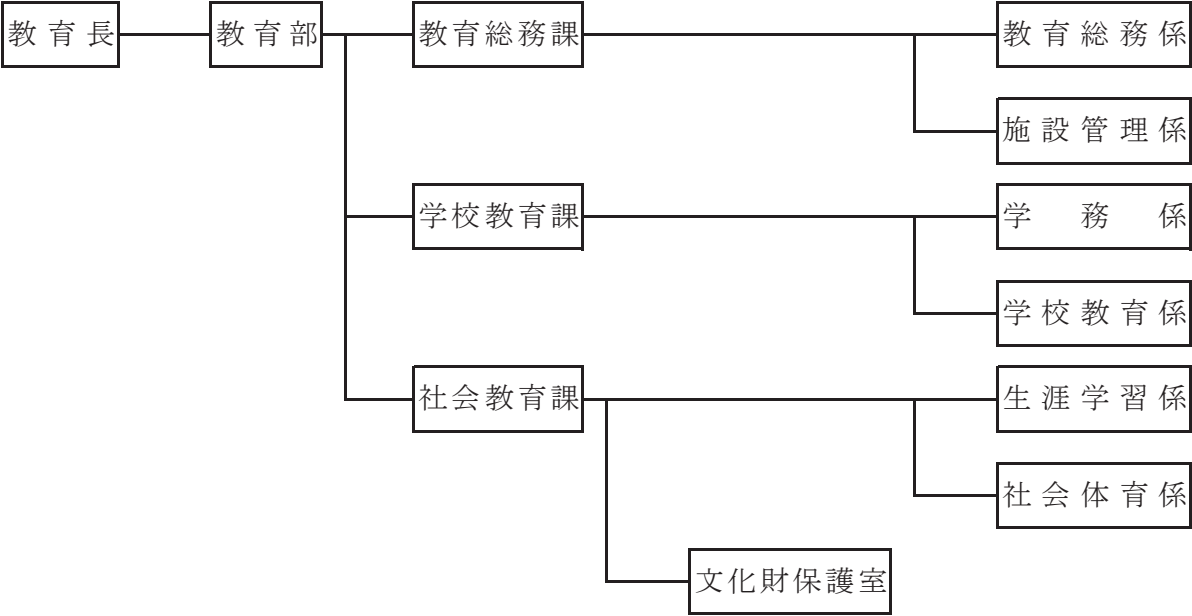 教育長
教育部
教育総務課
教育総務係
施設管理係
学校教育課
学務係
学校教育係
社会教育課
生涯学習係
社会体育係
文化財保護室